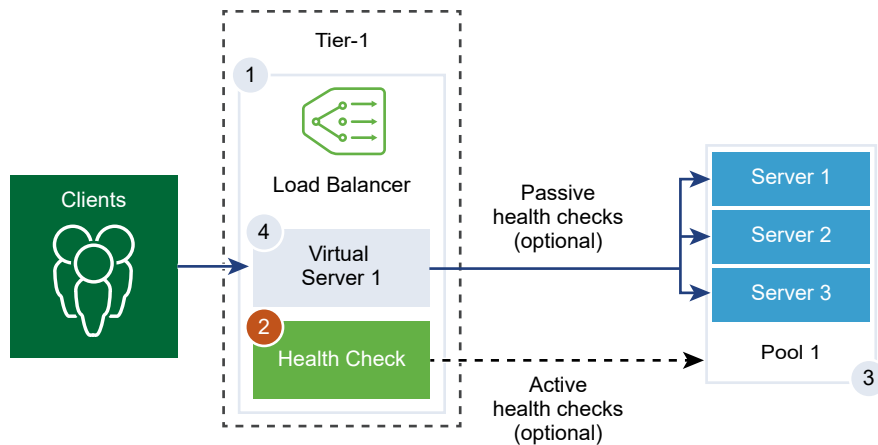 Tier-1
1
Load Balancer
Clients
4
Virtual
Server 1
2
Health Check
Passive
health checks
(optional)
Active
health checks
(optional)
Server 1
Server 2
Server 3
Pool 1
3